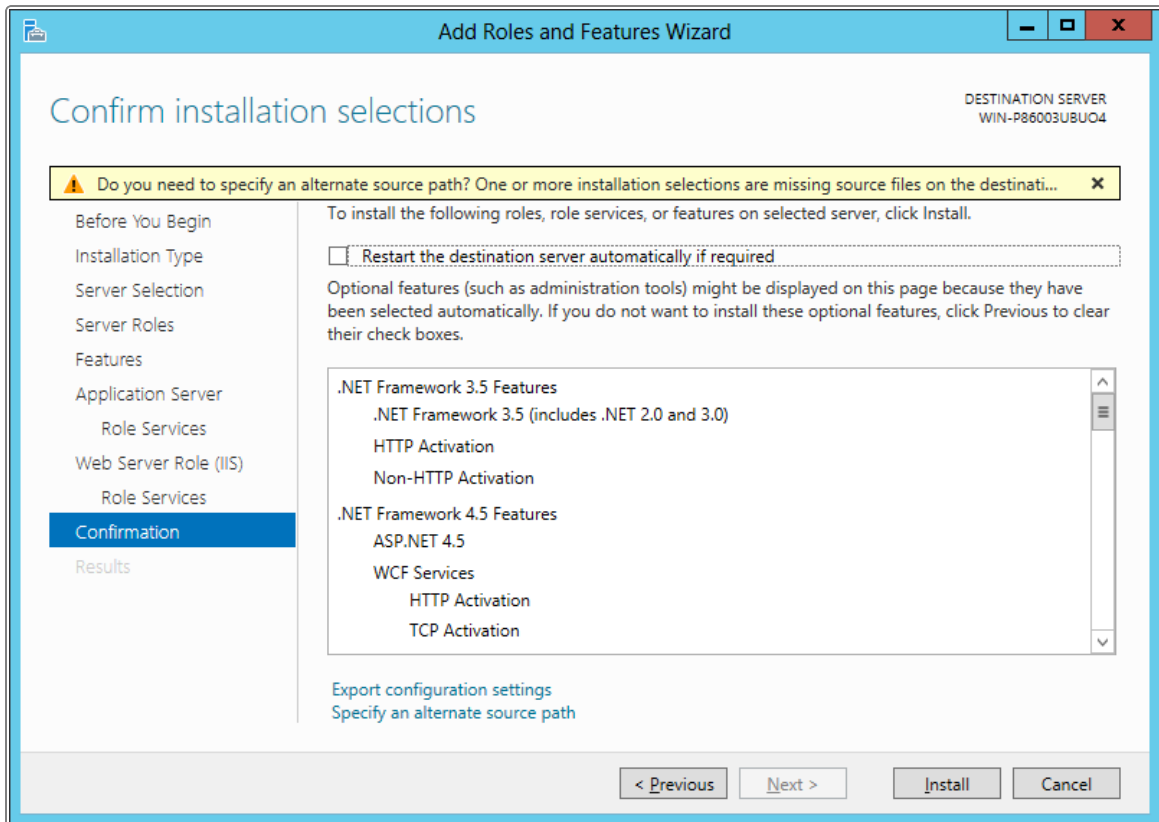 Add Roles and Features Wizard
Confirm installation selections
DESTINATION SERVER
WIN-P86003UBUO4
Do you need to specify an alternate source path? One or more installation selections are missing source files on the destinati...
Before You Begin
Installation Type
Server Selection
Server Roles
Features
Application Server
Role Services
Web Server Role (IIS)
Role Services
Confirmation
Results
To install the following roles, role services, or features on selected server, click Install.
Restart the destination server automatically if required
Optional features (such as administration tools) might be displayed on this page because they have
been selected automatically. If you do not want to install these optional features, click Previous to clear
their check boxes.
.NET Framework 3.5 Features
.NET Framework 3.5 (includes .NET 2.0 and 3.0)
HTTP Activation
Non-HTTP Activation
.NET Framework 4.5 Features
ASP.NET 4.5
WCF Services
HTTP Activation
TCP Activation
Export configuration settings
Specify an alternate source path
< Previous
Next >
Install
Cancel